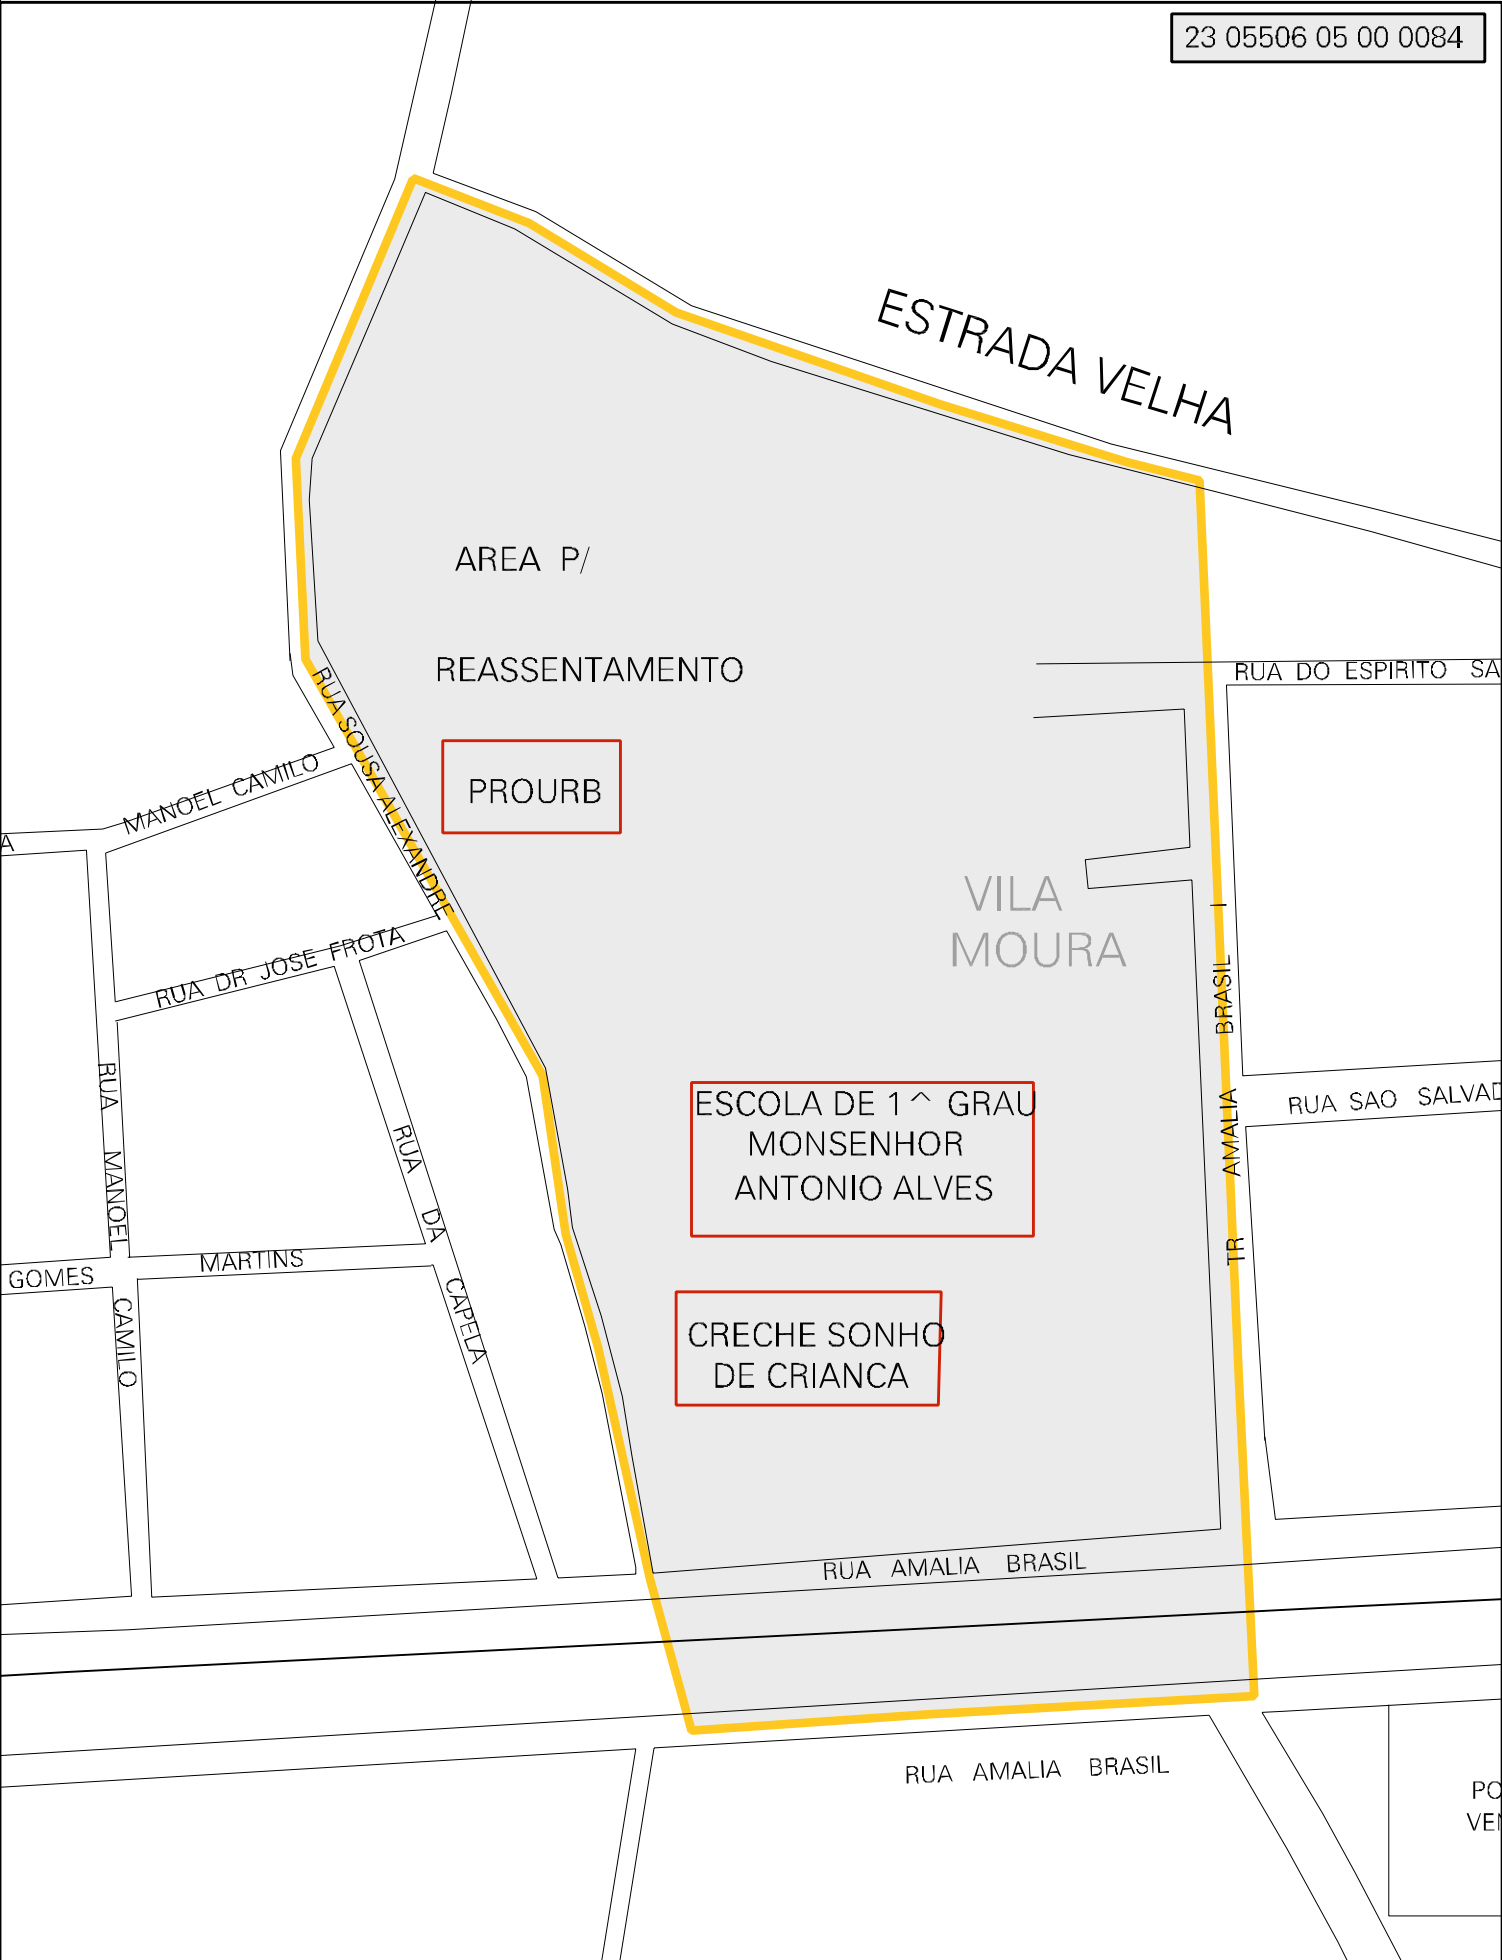 23 05506 05 00 0084
ESTRADA VELHA
AREA P/
REASSENTAMENTO
RUA DO ESPIRITO SA
RUA SOUSA ALEXANDRE
PROURB
MANOEL CAMILO
A
VILA
MOURA
RUA DR JOSE FROTA
TR AMALIA BRASIL I
RUA MANOEL CAMILO
RUA DA CAPELA
ESCOLA DE 1^ GRAU
MONSENHOR
ANTONIO ALVES
RUA SAO SALVAD
GOMES MARTINS
CRECHE SONHO
DE CRIANCA
RUA AMALIA BRASIL
RUA AMALIA BRASIL
PO
VEN